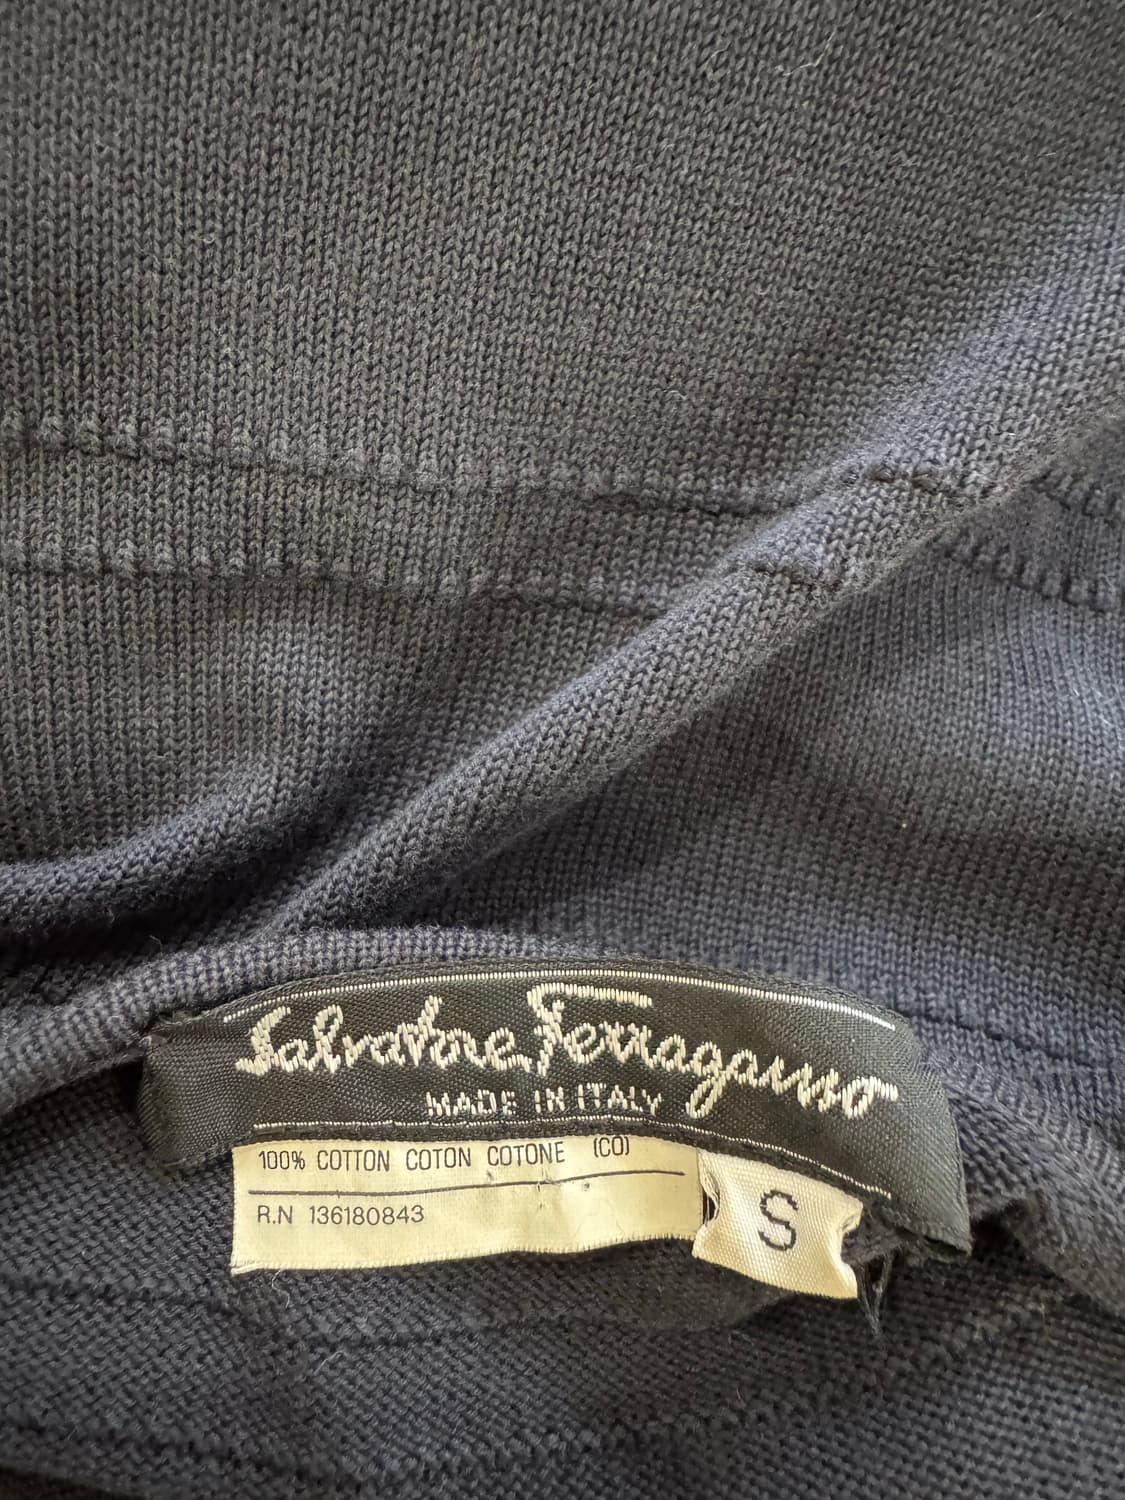 Salvatore Ferragamo
MADE IN ITALY
100% COTTON COTON COTONE (CO)
R.N 136180843
S